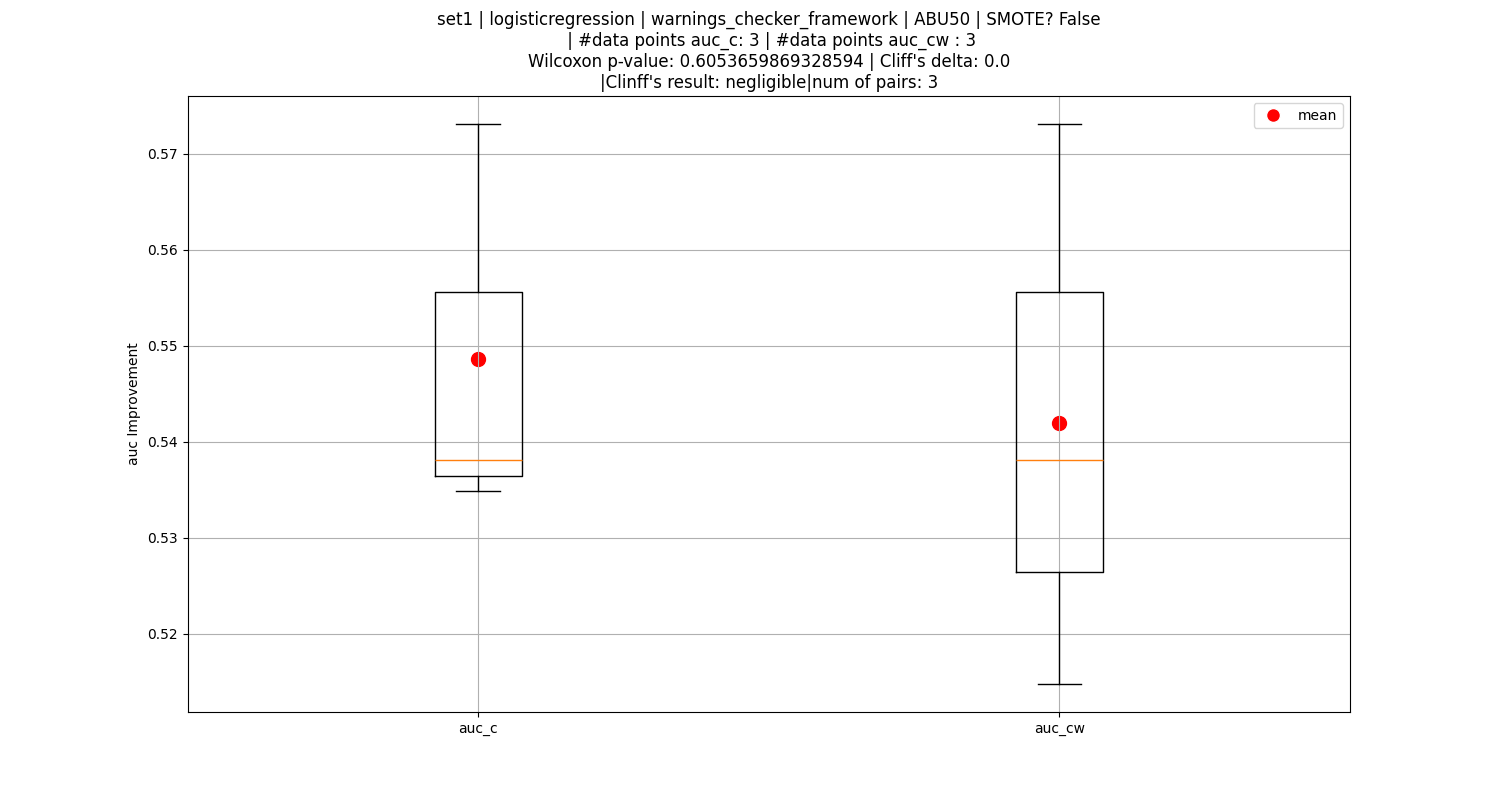 set1 | logisticregression | warnings_checker_framework | ABU50 | SMOTE? False
| #data points auc_c: 3 | #data points auc_cw : 3
Wilcoxon p-value: 0.6053659869328594 | Cliff's delta: 0.0
|Clinff's result: negligible|num of pairs: 3
mean
0.57
0.56
0.55
0.54
0.53
0.52
auc Improvement
auc_c
auc_cw